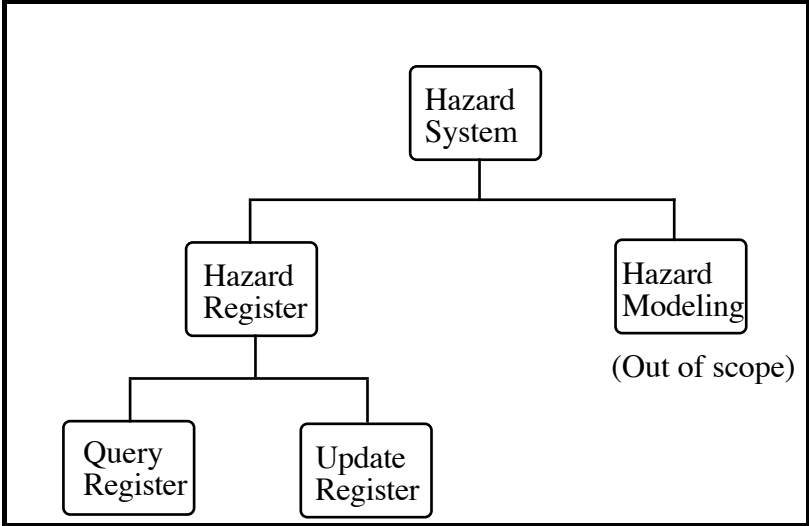 Hazard
System
Hazard
Register
Hazard
Modeling
(Out of scope)
Query
Register
Update
Register